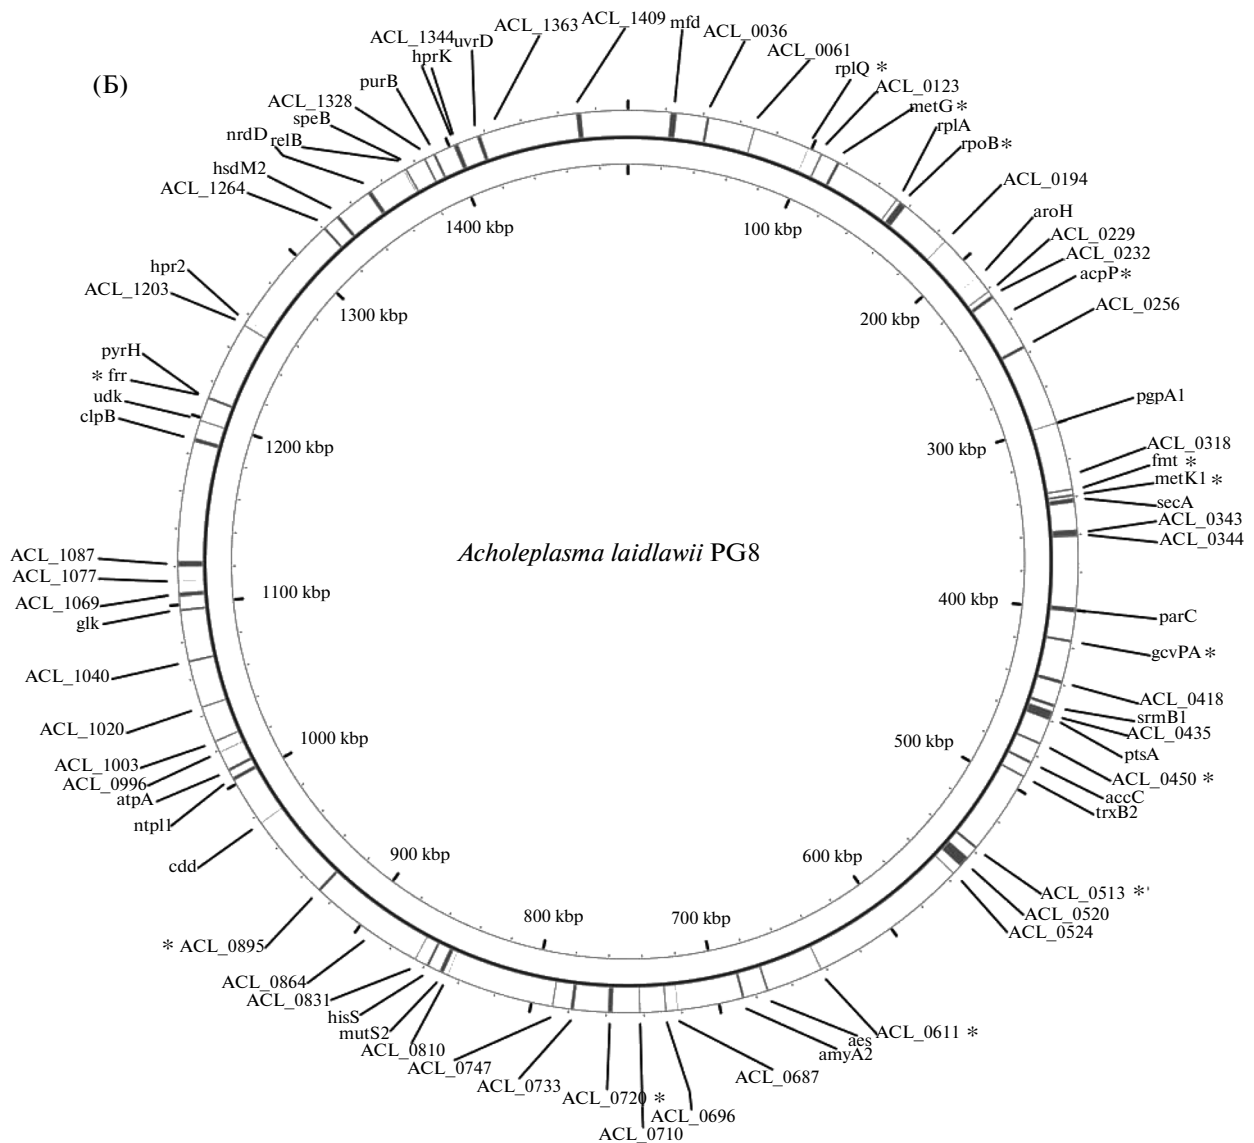 (Б)
ACL_1409
mfd
ACL_0036
ACL_0061
rplQ *
ACL_0123
metG*
rplA
rpoB*
ACL_0194
aroH
ACL_0229
ACL_0232
acpP*
ACL_0256
pgpA1
ACL_0318
fmt *
metK1 *
secA
ACL_0343
ACL_0344
parC
gcvPA*
ACL_0418
srmB1
ACL_0435
ptsA
ACL_0450 *
accC
trxB2
ACL_0513 *
ACL_0520
ACL_0524
ACL_0611 *
aes
amyA2
ACL_0687
ACL_0696
ACL_0710
ACL_0720 *
ACL_0733
ACL_0747
ACL_0810
mutS2
hisS
ACL_0831
ACL_0864
* ACL_0895
cdd
ntpI1
atpA
ACL_0996
ACL_1003
ACL_1020
ACL_1040
glk
ACL_1069
ACL_1077
ACL_1087
clpB
udk
* frr
pyrH
ACL_1203
hpr2
ACL_1264
hsdM2
nrdD
relB
speB
ACL_1328
purB
hprK
ACL_1344
uvrD
ACL_1363
100 kbp
200 kbp
300 kbp
400 kbp
500 kbp
600 kbp
700 kbp
800 kbp
900 kbp
1000 kbp
1100 kbp
1200 kbp
1300 kbp
1400 kbp
Acholeplasma laidlawii PG8